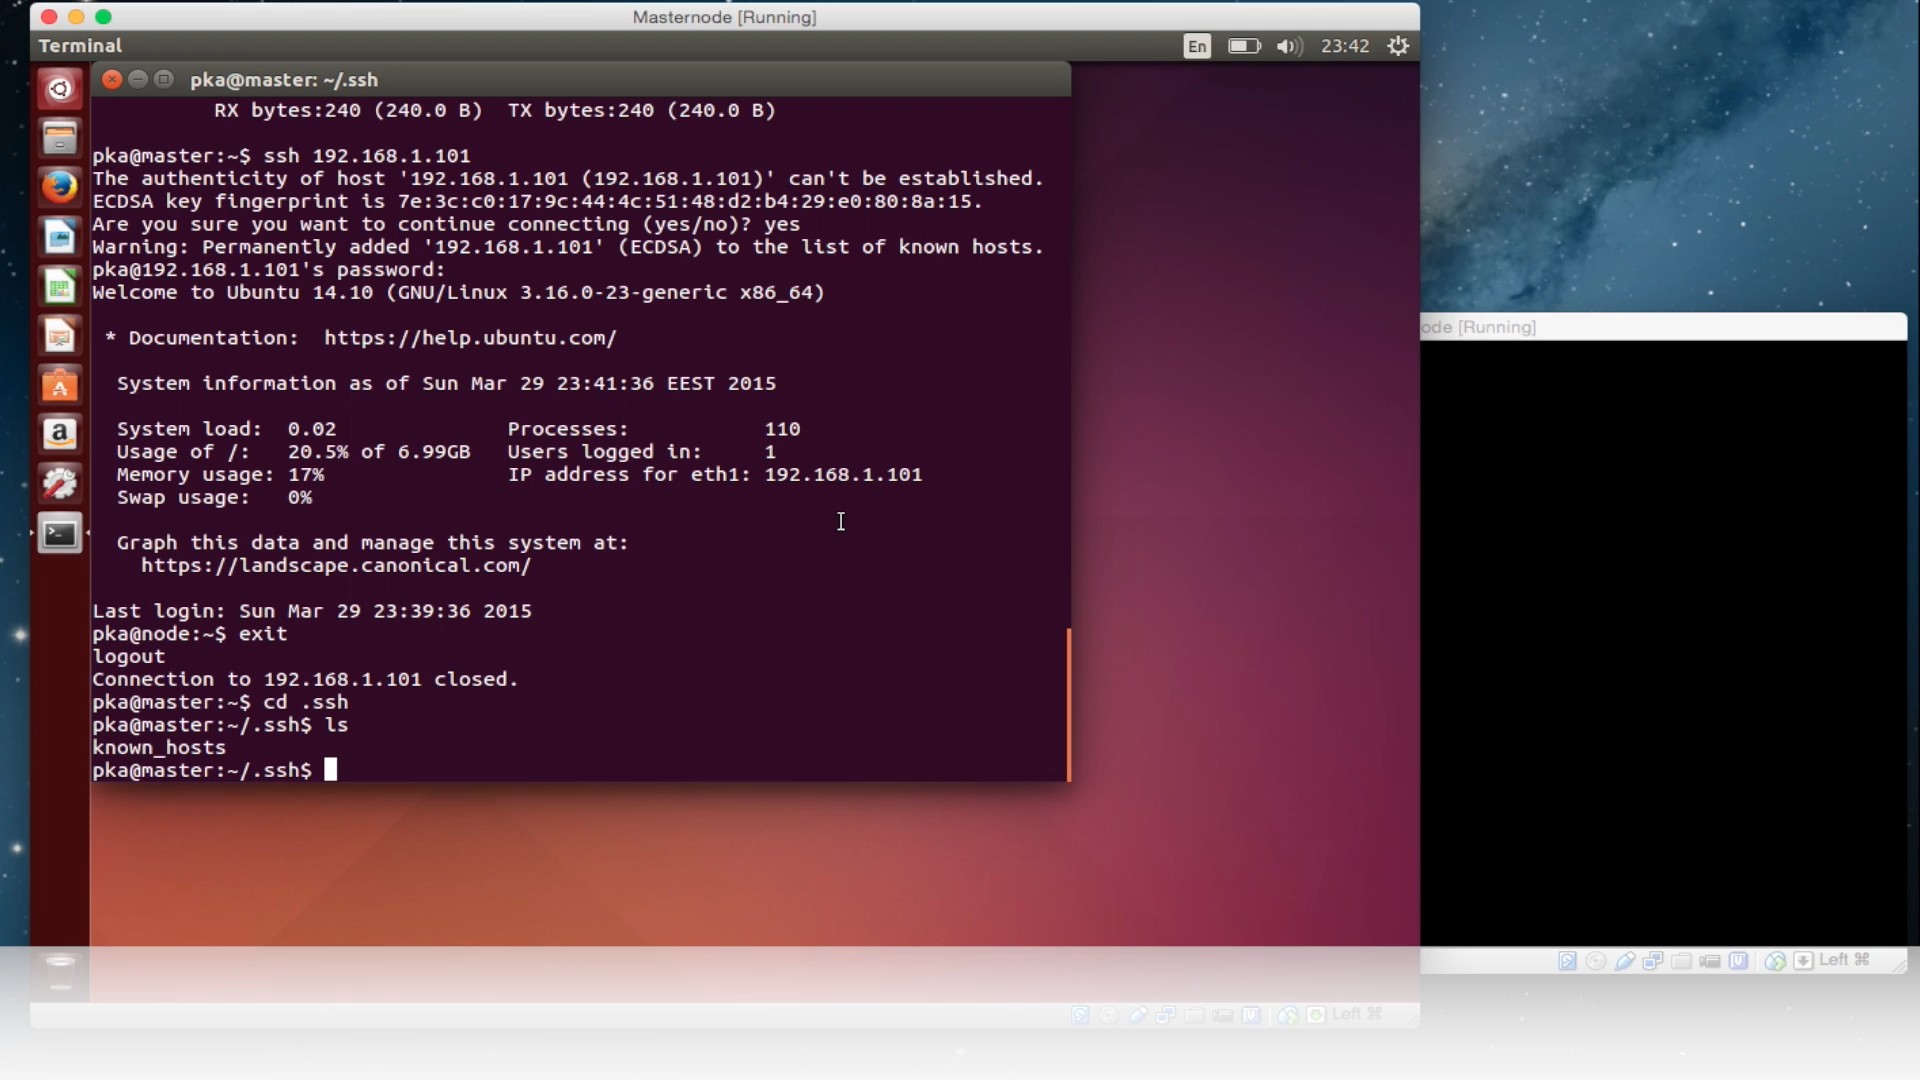 Masternode [Running]
Terminal
En
23:42
pka@master: ~/.ssh
RX bytes:240 (240.0 B)  TX bytes:240 (240.0 B)
pka@master:~$ ssh 192.168.1.101
The authenticity of host '192.168.1.101 (192.168.1.101)' can't be established.
ECDSA key fingerprint is 7e:3c:c0:17:9c:44:4c:51:48:d2:b4:29:e0:80:8a:15.
Are you sure you want to continue connecting (yes/no)? yes
Warning: Permanently added '192.168.1.101' (ECDSA) to the list of known hosts.
pka@192.168.1.101's password:
Welcome to Ubuntu 14.10 (GNU/Linux 3.16.0-23-generic x86_64)
* Documentation:  https://help.ubuntu.com/
System information as of Sun Mar 29 23:41:36 EEST 2015
System load:  0.02              Processes:           110
Usage of /:   20.5% of 6.99GB   Users logged in:     1
Memory usage: 17%               IP address for eth1: 192.168.1.101
Swap usage:   0%
Graph this data and manage this system at:
https://landscape.canonical.com/
Last login: Sun Mar 29 23:39:36 2015
pka@node:~$ exit
logout
Connection to 192.168.1.101 closed.
pka@master:~$ cd .ssh
pka@master:~/.ssh$ ls
known_hosts
pka@master:~/.ssh$
ode [Running]
Left ⌘
Left ⌘